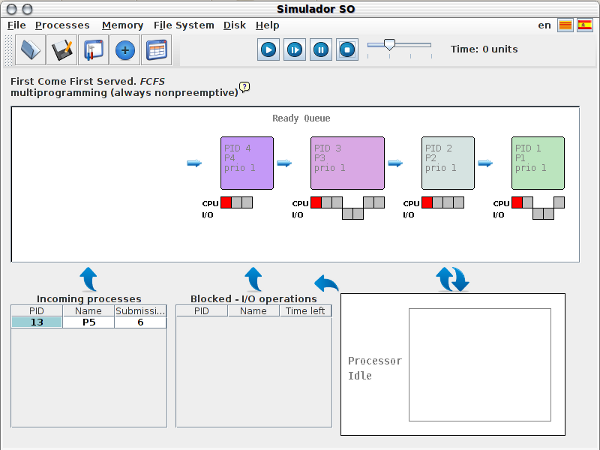 Simulador SO
File Processes Memory File System Disk Help
en
Time: 0 units
First Come First Served. FCFS
multiprogramming (always nonpreemptive)
?
Ready Queue
PID 4
P4
prio 1
CPU
I/O
PID 3
P3
prio 1
CPU
I/O
PID 2
P2
prio 1
CPU
I/O
PID 1
P1
prio 1
CPU
I/O
Incoming processes
PID Name Submissi...
13 P5 6
Blocked - I/O operations
PID Name Time left
Processor
Idle